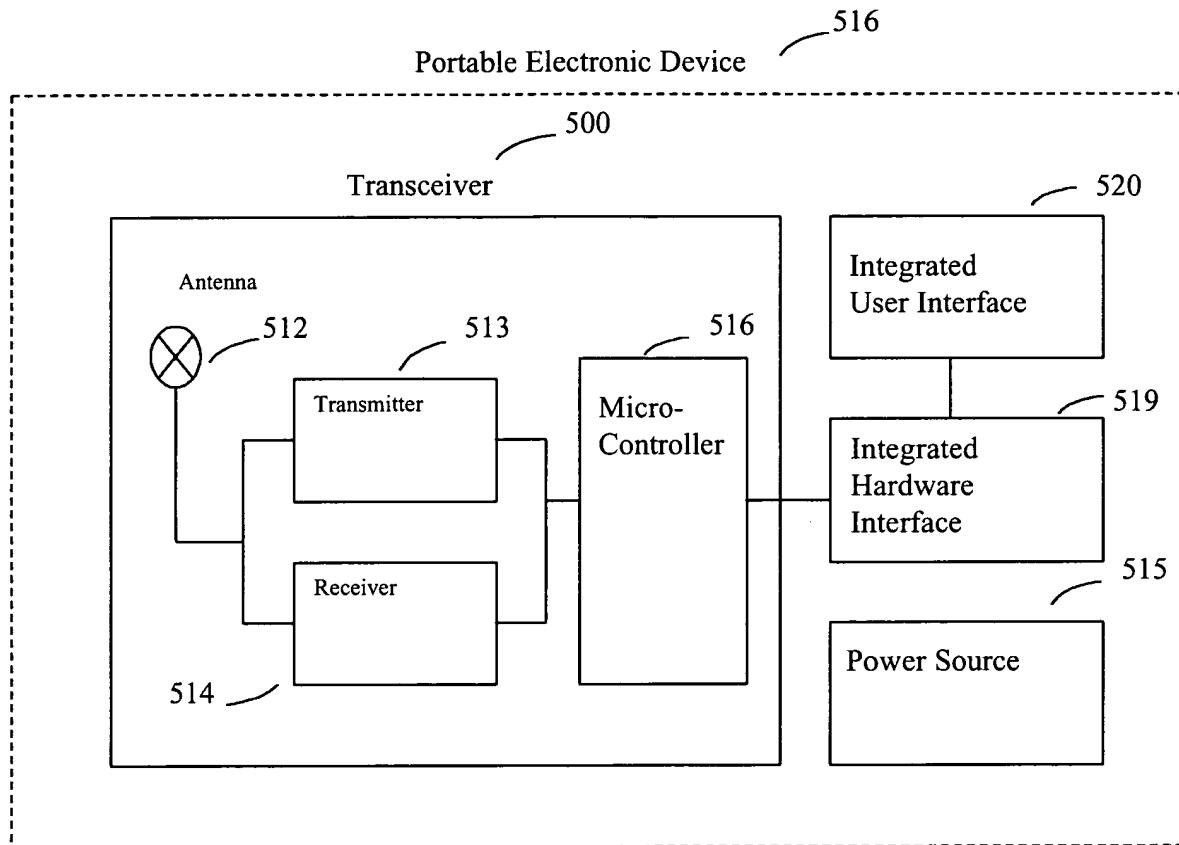 516
Portable Electronic Device
500
Transceiver
520
Integrated
User Interface
Antenna
512
513
516
Transmitter
Micro-
Controller
519
Integrated
Hardware
Interface
Receiver
514
515
Power Source